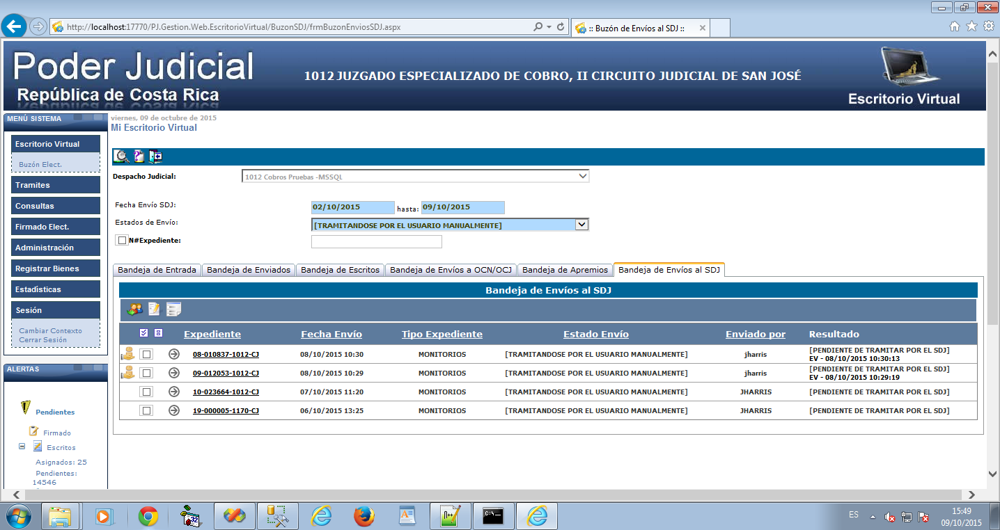 http://localhost:17770/PJ.Gestion.Web.EscritorioVirtual/BuzonSDJ/frmBuzonEnviosSDJ.aspx
:: Buzón de Envíos al SDJ ::
Poder Judicial
República de Costa Rica
1012 JUZGADO ESPECIALIZADO DE COBRO, II CIRCUITO JUDICIAL DE SAN JOSÉ
Escritorio Virtual
MENÚ SISTEMA
Escritorio Virtual
Buzón Elect.
Tramites
Consultas
Firmado Elect.
Administración
Registrar Bienes
Estadísticas
Sesión
Cambiar Contexto
Cerrar Sesión
ALERTAS
Pendientes
Firmado
Escritos
Asignados: 25
Pendientes:
14546
viernes, 09 de octubre de 2015
Mi Escritorio Virtual
Despacho Judicial: 1012 Cobros Pruebas -MSSQL
Fecha Envío SDJ: 02/10/2015 hasta: 09/10/2015
Estados de Envío: [TRAMITANDOSE POR EL USUARIO MANUALMENTE]
N#Expediente:
Bandeja de Entrada Bandeja de Enviados Bandeja de Escritos Bandeja de Envíos a OCN/OCJ Bandeja de Apremios Bandeja de Envíos al SDJ
Bandeja de Envíos al SDJ
Expediente Fecha Envío Tipo Expediente Estado Envío Enviado por Resultado
08-010837-1012-CJ 08/10/2015 10:30 MONITORIOS [TRAMITANDOSE POR EL USUARIO MANUALMENTE] jharris [PENDIENTE DE TRAMITAR POR EL SDJ]
EV - 08/10/2015 10:30:13
09-012053-1012-CJ 08/10/2015 10:29 MONITORIOS [TRAMITANDOSE POR EL USUARIO MANUALMENTE] jharris [PENDIENTE DE TRAMITAR POR EL SDJ]
EV - 08/10/2015 10:29:19
10-023664-1012-CJ 07/10/2015 11:20 MONITORIOS [TRAMITANDOSE POR EL USUARIO MANUALMENTE] JHARRIS [PENDIENTE DE TRAMITAR POR EL SDJ]
19-000005-1170-CJ 06/10/2015 13:25 MONITORIOS [TRAMITANDOSE POR EL USUARIO MANUALMENTE] JHARRIS [PENDIENTE DE TRAMITAR POR EL SDJ]
32
ES
15:49
09/10/2015